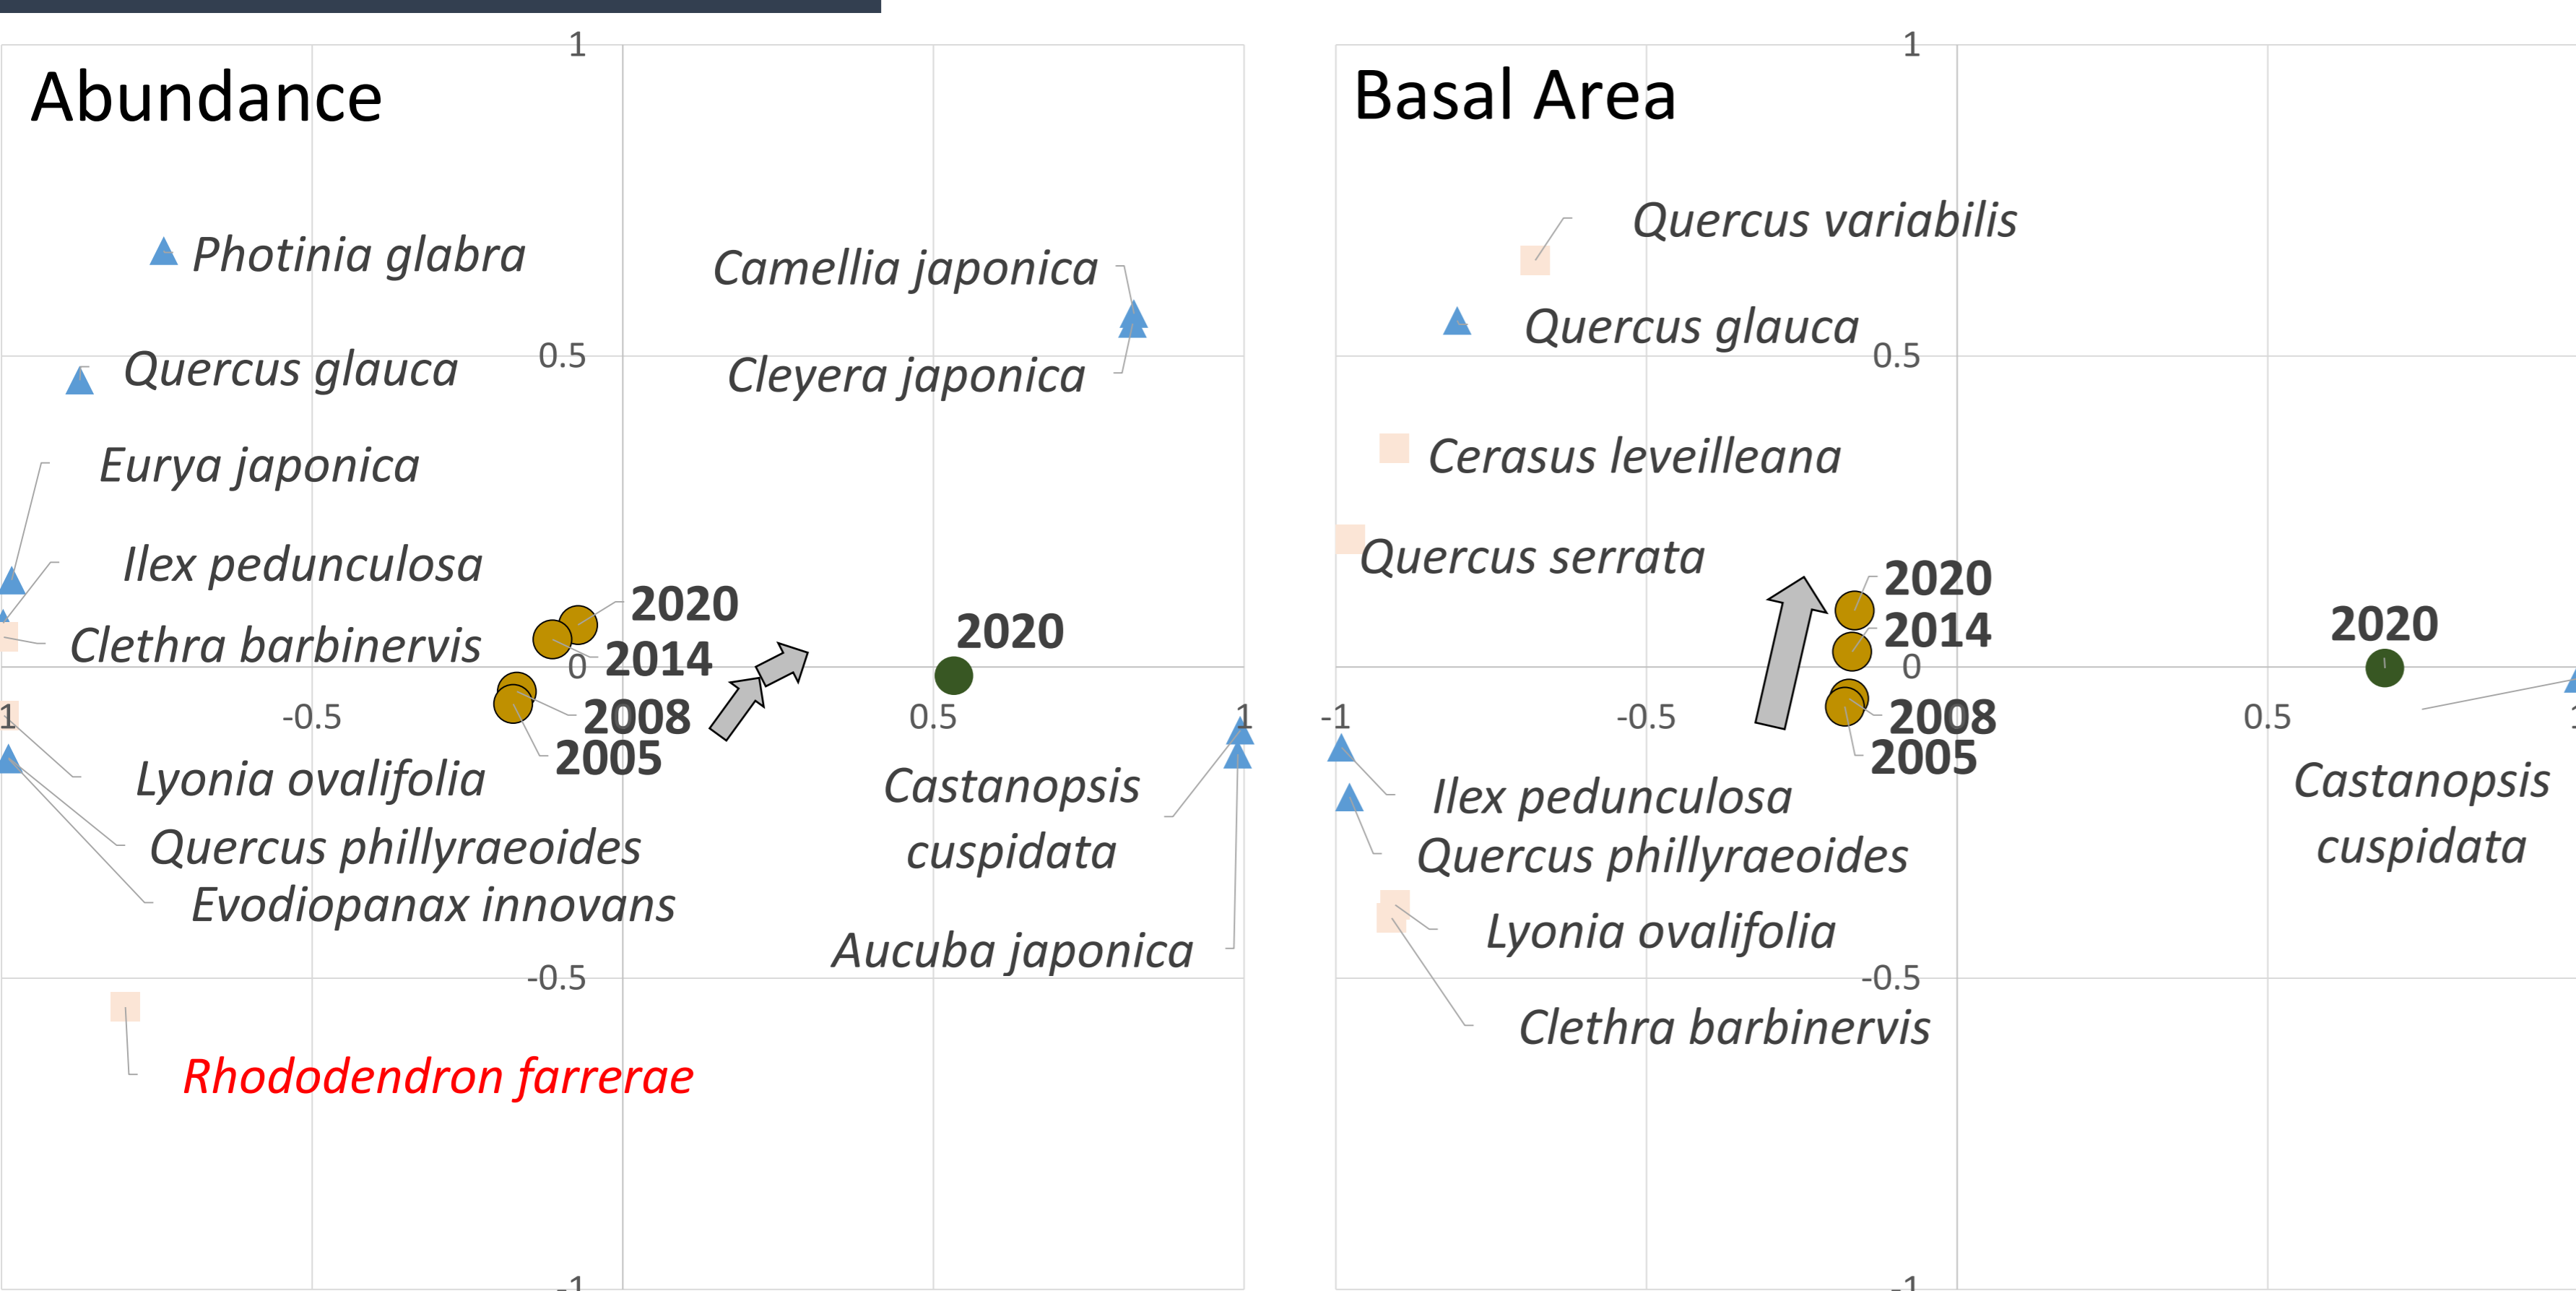 Abundance
1
Photinia glabra
Camellia japonica
Quercus glauca
0.5
Cleyera japonica
Eurya japonica
Ilex pedunculosa
2020
2020
Clethra barbinervis
0
2014
1
-0.5
2008
0.5
1
2005
Lyonia ovalifolia
Castanopsis
cuspidata
Quercus phillyraeoides
Evodiopanax innovans
Aucuba japonica
-0.5
Rhododendron farrerae
-1
Basal Area
1
Quercus variabilis
Quercus glauca
0.5
Cerasus leveilleana
Quercus serrata
2020
2020
2014
0
-1
-0.5
2008
0.5
1
2005
Ilex pedunculosa
Castanopsis
cuspidata
Quercus phillyraeoides
Lyonia ovalifolia
-0.5
Clethra barbinervis
-1